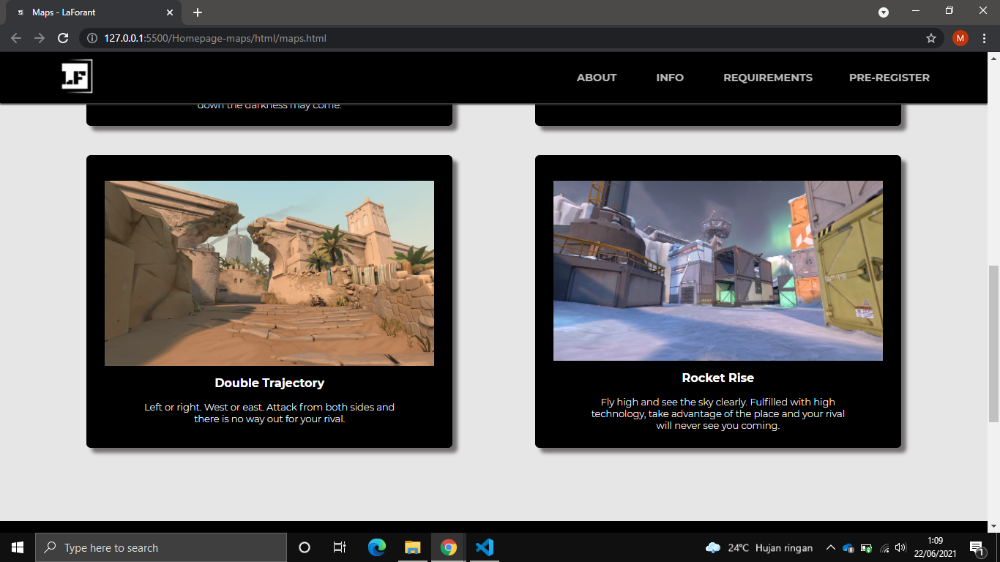 Maps - LaForant
127.0.0.1:5500/Homepage-maps/html/maps.html
M
LF
ABOUT INFO REQUIREMENTS PRE-REGISTER
down the darkness may come.
Double Trajectory
Left or right. West or east. Attack from both sides and
there is no way out for your rival.
Rocket Rise
Fly high and see the sky clearly. Fulfilled with high
technology, take advantage of the place and your rival
will never see you coming.
Type here to search
24°C Hujan ringan
1:09
22/06/2021
1